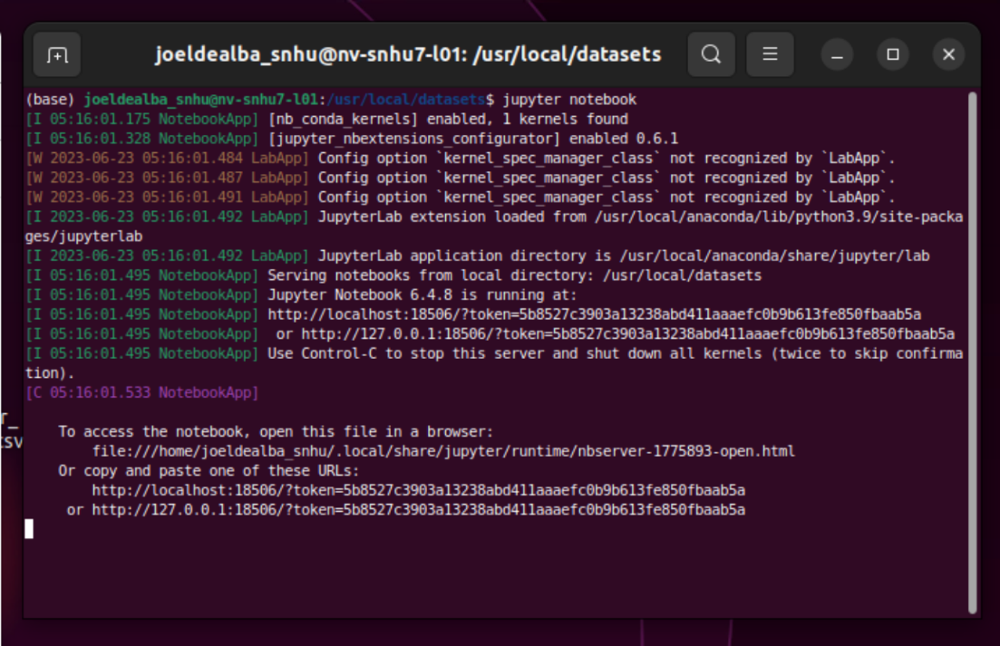 joeldealba_snhu@nv-snhu7-l01: /usr/local/datasets
(base) joeldealba_snhu@nv-snhu7-l01:/usr/local/datasets$ jupyter notebook
[I 05:16:01.175 NotebookApp] [nb_conda_kernels] enabled, 1 kernels found
[I 05:16:01.328 NotebookApp] [jupyter_nbextensions_configurator] enabled 0.6.1
[W 2023-06-23 05:16:01.484 LabApp] Config option `kernel_spec_manager_class` not recognized by `LabApp`.
[W 2023-06-23 05:16:01.487 LabApp] Config option `kernel_spec_manager_class` not recognized by `LabApp`.
[W 2023-06-23 05:16:01.491 LabApp] Config option `kernel_spec_manager_class` not recognized by `LabApp`.
[I 2023-06-23 05:16:01.492 LabApp] JupyterLab extension loaded from /usr/local/anaconda/lib/python3.9/site-packa
ges/jupyterlab
[I 2023-06-23 05:16:01.492 LabApp] JupyterLab application directory is /usr/local/anaconda/share/jupyter/lab
[I 05:16:01.495 NotebookApp] Serving notebooks from local directory: /usr/local/datasets
[I 05:16:01.495 NotebookApp] Jupyter Notebook 6.4.8 is running at:
[I 05:16:01.495 NotebookApp] http://localhost:18506/?token=5b8527c3903a13238abd411aaaefc0b9b613fe850fbaab5a
[I 05:16:01.495 NotebookApp]  or http://127.0.0.1:18506/?token=5b8527c3903a13238abd411aaaefc0b9b613fe850fbaab5a
[I 05:16:01.495 NotebookApp] Use Control-C to stop this server and shut down all kernels (twice to skip confirma
tion).
[C 05:16:01.533 NotebookApp]
To access the notebook, open this file in a browser:
file:///home/joeldealba_snhu/.local/share/jupyter/runtime/nbserver-1775893-open.html
Or copy and paste one of these URLs:
http://localhost:18506/?token=5b8527c3903a13238abd411aaaefc0b9b613fe850fbaab5a
or http://127.0.0.1:18506/?token=5b8527c3903a13238abd411aaaefc0b9b613fe850fbaab5a